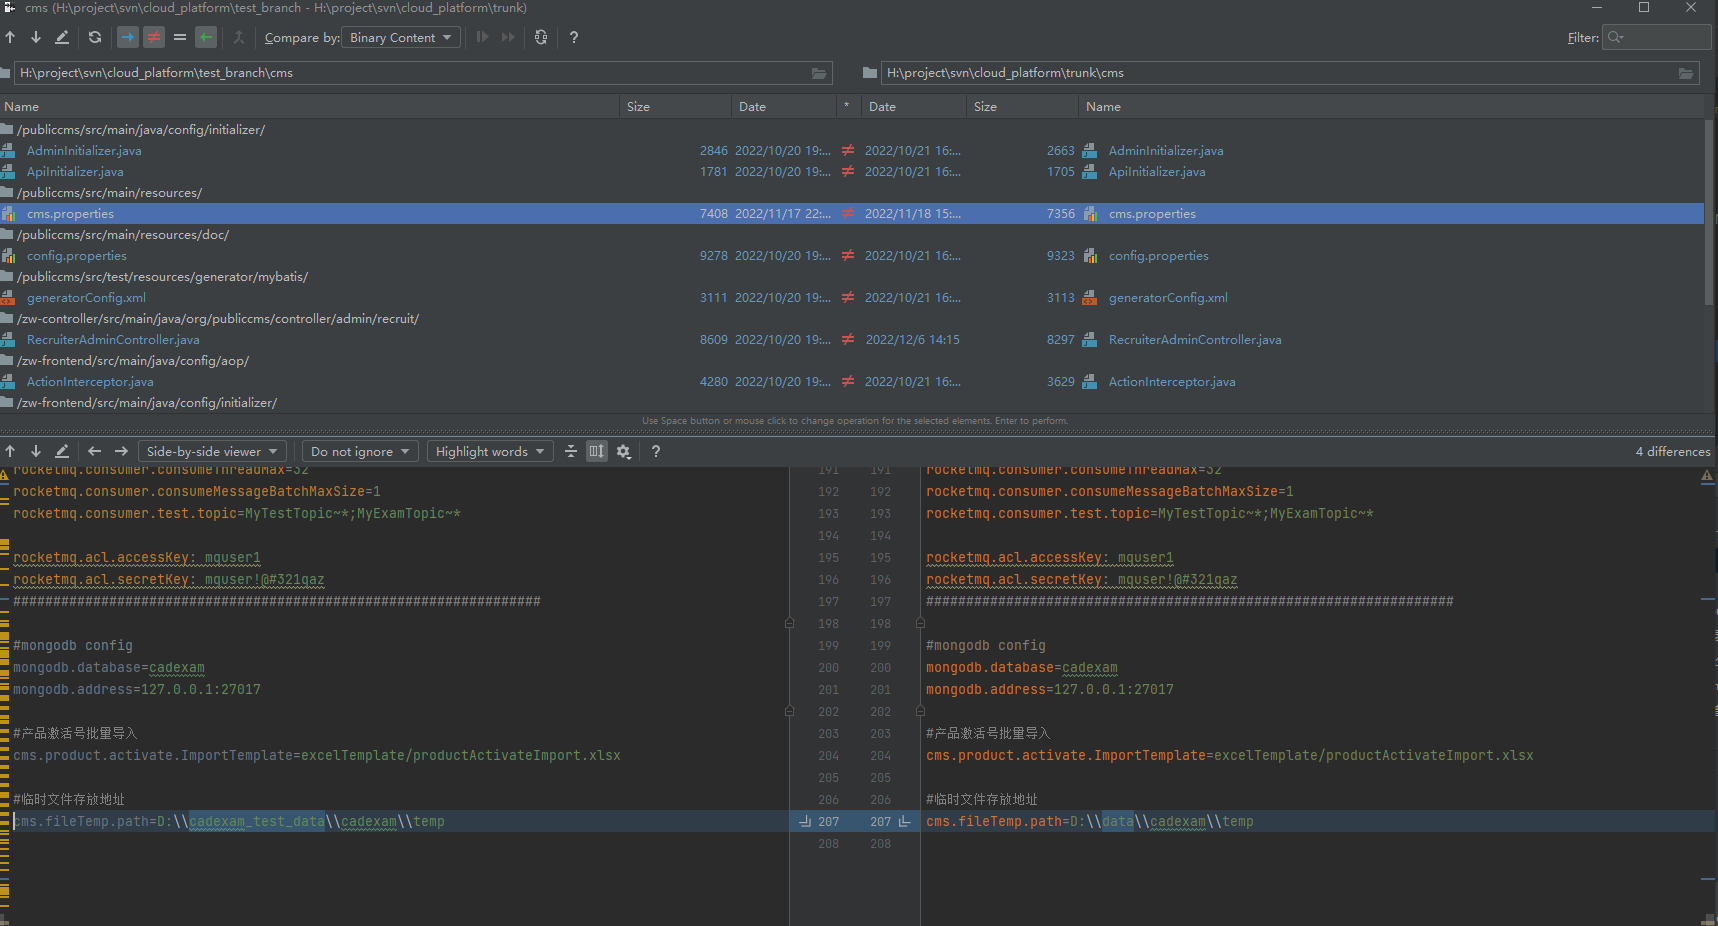 cms (H:\project\svn\cloud_platform\test_branch - H:\project\svn\cloud_platform\trunk)
Compare by: Binary Content ? Filter:
H:\project\svn\cloud_platform\test_branch\cms H:\project\svn\cloud_platform\trunk\cms
Name Size Date * Date Size Name
/publiccms/src/main/java/config/initializer/
AdminInitializer.java 2846 2022/10/20 19:... ≠ 2022/10/21 16:... 2663 AdminInitializer.java
ApiInitializer.java 1781 2022/10/20 19:... ≠ 2022/10/21 16:... 1705 ApiInitializer.java
/publiccms/src/main/resources/
cms.properties 7408 2022/11/17 22:... ≠ 2022/11/18 15:... 7356 cms.properties
/publiccms/src/main/resources/doc/
config.properties 9278 2022/10/20 19:... ≠ 2022/10/21 16:... 9323 config.properties
/publiccms/src/test/resources/generator/mybatis/
generatorConfig.xml 3111 2022/10/20 19:... ≠ 2022/10/21 16:... 3113 generatorConfig.xml
/zw-controller/src/main/java/org/publiccms/controller/admin/recruit/
RecruiterAdminController.java 8609 2022/10/20 19:... ≠ 2022/12/6 14:15 8297 RecruiterAdminController.java
/zw-frontend/src/main/java/config/aop/
ActionInterceptor.java 4280 2022/10/20 19:... ≠ 2022/10/21 16:... 3629 ActionInterceptor.java
/zw-frontend/src/main/java/config/initializer/
Use Space button or mouse click to change operation for the selected elements. Enter to perform.
Side-by-side viewer Do not ignore Highlight words ? 4 differences
rocketmq.consumer.consumeThreadMax=32 191 191 rocketmq.consumer.consumeThreadMax=32
rocketmq.consumer.consumeMessageBatchMaxSize=1 192 192 rocketmq.consumer.consumeMessageBatchMaxSize=1
rocketmq.consumer.test.topic=MyTestTopic~*;MyExamTopic~* 193 193 rocketmq.consumer.test.topic=MyTestTopic~*;MyExamTopic~*
194 194
rocketmq.acl.accessKey: mquser1 195 195 rocketmq.acl.accessKey: mquser1
rocketmq.acl.secretKey: mquser!@#321qaz 196 196 rocketmq.acl.secretKey: mquser!@#321qaz
################################################################## 197 197 ##################################################################
198 198
#mongodb config 199 199 #mongodb config
mongodb.database=cadexam 200 200 mongodb.database=cadexam
mongodb.address=127.0.0.1:27017 201 201 mongodb.address=127.0.0.1:27017
202 202
#产品激活号批量导入 203 203 #产品激活号批量导入
cms.product.activate.ImportTemplate=excelTemplate/productActivateImport.xlsx 204 204 cms.product.activate.ImportTemplate=excelTemplate/productActivateImport.xlsx
205 205
#临时文件存放地址 206 206 #临时文件存放地址
cms.fileTemp.path=D:\\cadexam_test_data\\cadexam\\temp 207 207 cms.fileTemp.path=D:\\data\\cadexam\\temp
208 208